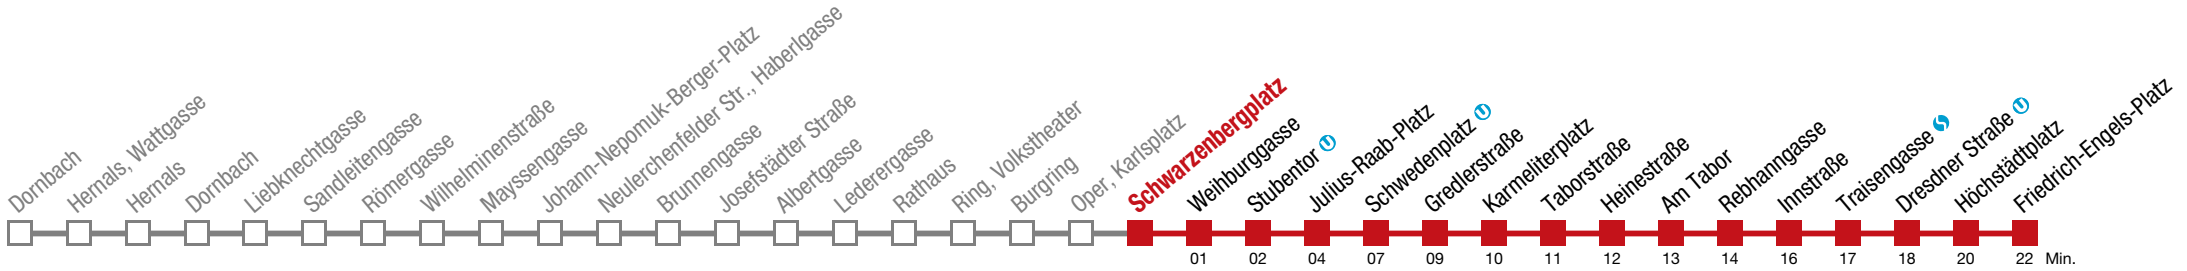 Dornbach
Hernals, Wattgasse
Hernals
Dornbach
Liebknechtgasse
Sandleitengasse
Römergasse
Wilhelminenstraße
Mayssengasse
Johann-Nepomuk-Berger-Platz
Neulerchenfelder Str., Haberlgasse
Brunnengasse
Josefstädter Straße
Albertgasse
Lederergasse
Rathaus
Ring, Volkstheater
Burgring
Oper, Karlsplatz
Schwarzenbergplatz
Weihburggasse
Stubentor U
Julius-Raab-Platz
Schwedenplatz U
Gredlerstraße
Karmeliterplatz
Taborstraße
Heinestraße
Am Tabor
Rebhanngasse
Innstraße
Traisengasse S
Dresdner Straße U
Höchstädtplatz
Friedrich-Engels-Platz
01 02 04 07 09 10 11 12 13 14 16 17 18 20 22 Min.